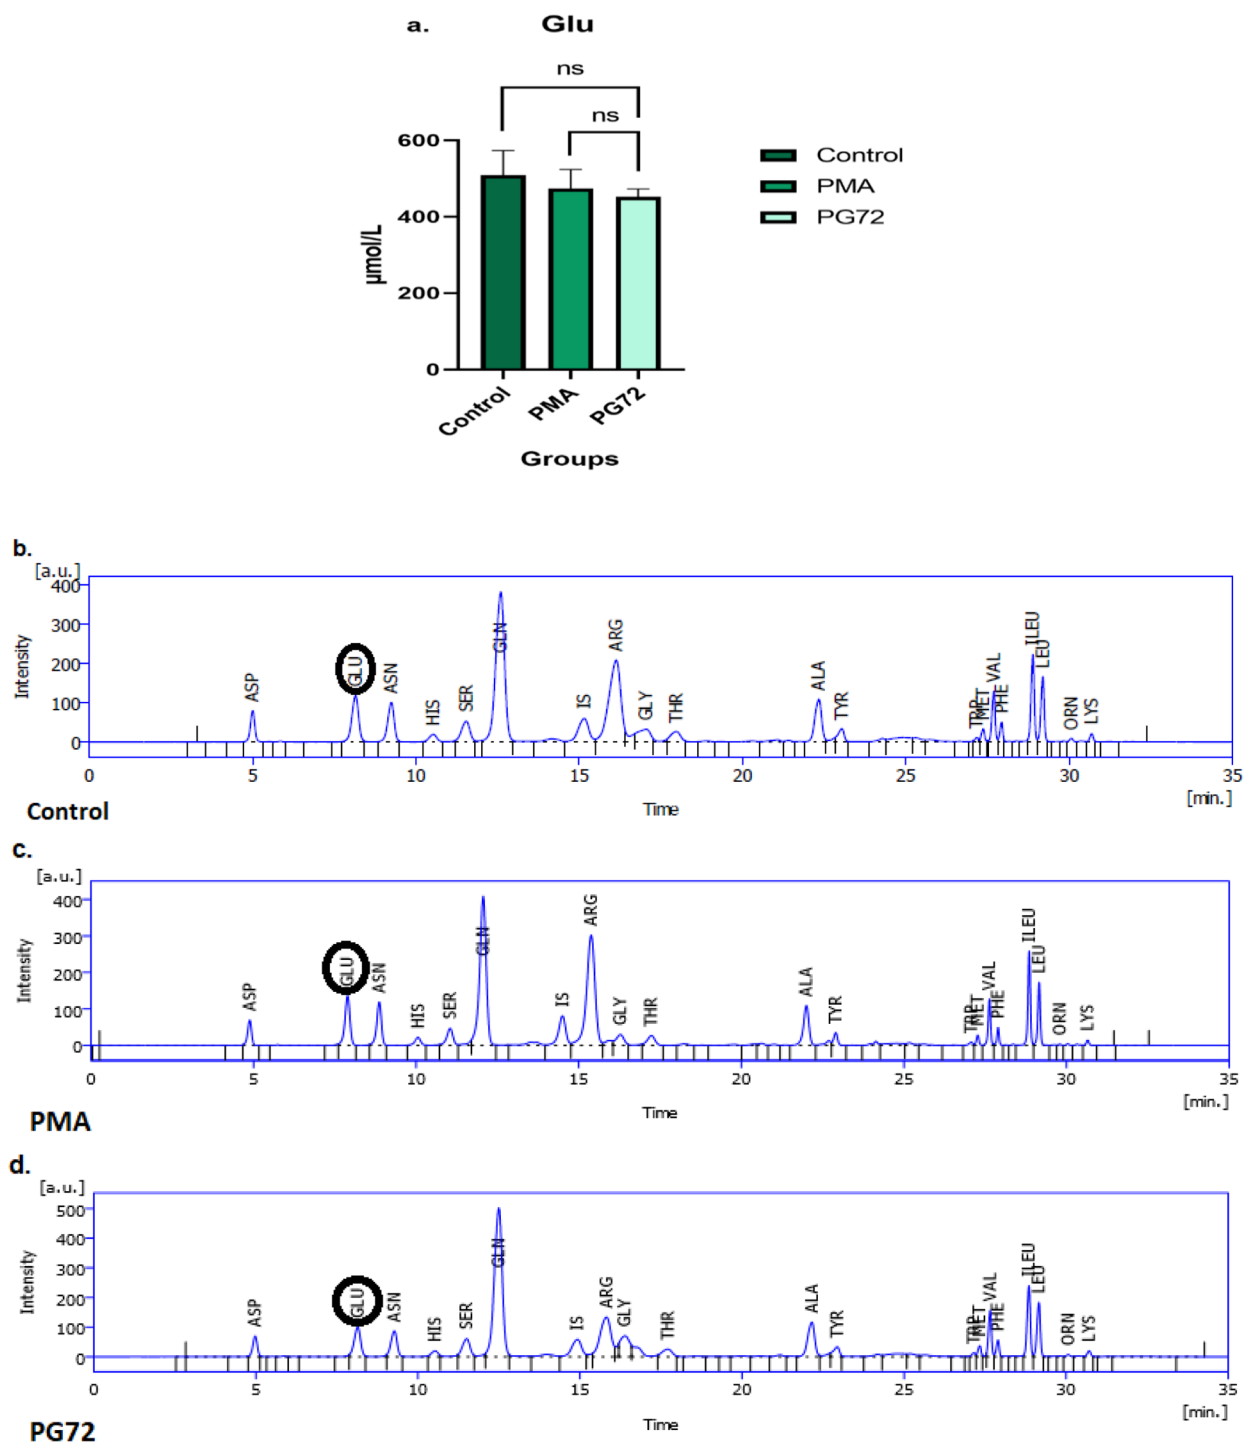 a. Glu
ns
ns
600
400
200
0
µmol/L
Control
PMA
PG72
Groups
Control
PMA
PG72
b.
[a.u.]
400
300
200
100
0
Intensity
ASP
GLU
ASN
HIS
SER
GLN
IS
ARG
GLY
THR
ALA
TYR
TRP
MET
VAL
PHE
ILEU
LEU
ORN
LYS
0 5 10 15 20 25 30 35
Time
[min.]
Control
c.
[a.u.]
400
300
200
100
0
Intensity
ASP
GLU
ASN
HIS
SER
GLN
IS
ARG
GLY
THR
ALA
TYR
TRP
MET
VAL
PHE
ILEU
LEU
ORN
LYS
0 5 10 15 20 25 30 35
Time
[min.]
PMA
d.
[a.u.]
500
400
300
200
100
0
Intensity
ASP
GLU
ASN
HIS
SER
GLN
IS
ARG
GLY
THR
ALA
TYR
TRP
MET
VAL
PHE
ILEU
LEU
ORN
LYS
0 5 10 15 20 25 30 35
Time
[min.]
PG72